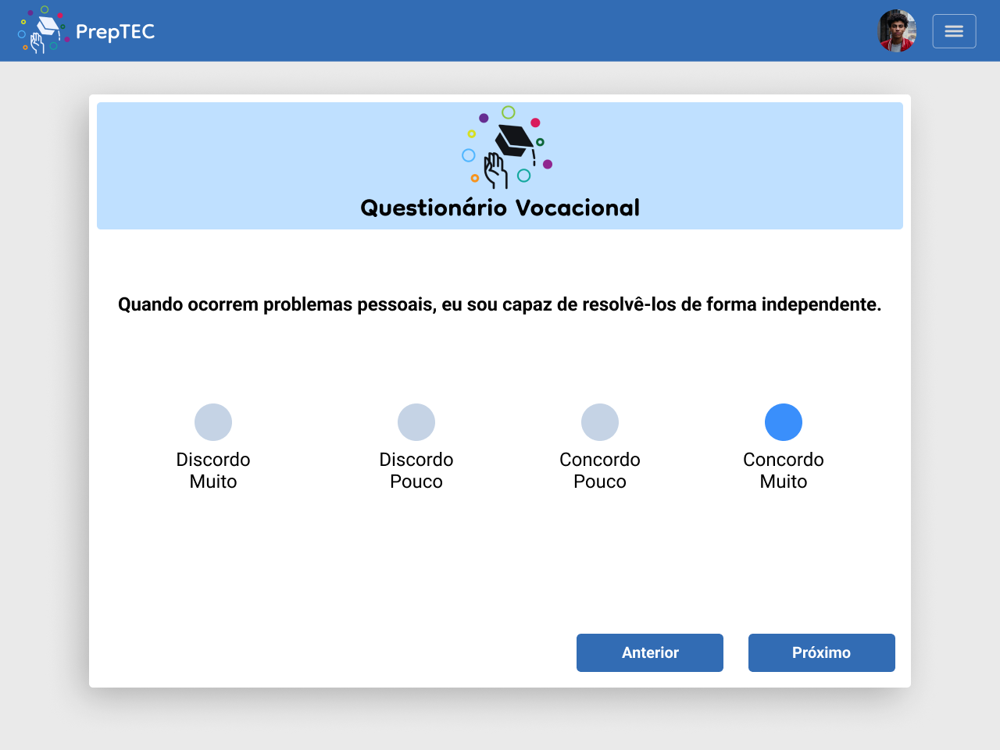 PrepTEC
Questionário Vocacional
Quando ocorrem problemas pessoais, eu sou capaz de resolvê-los de forma independente.
Discordo
Muito
Discordo
Pouco
Concordo
Pouco
Concordo
Muito
Anterior
Próximo